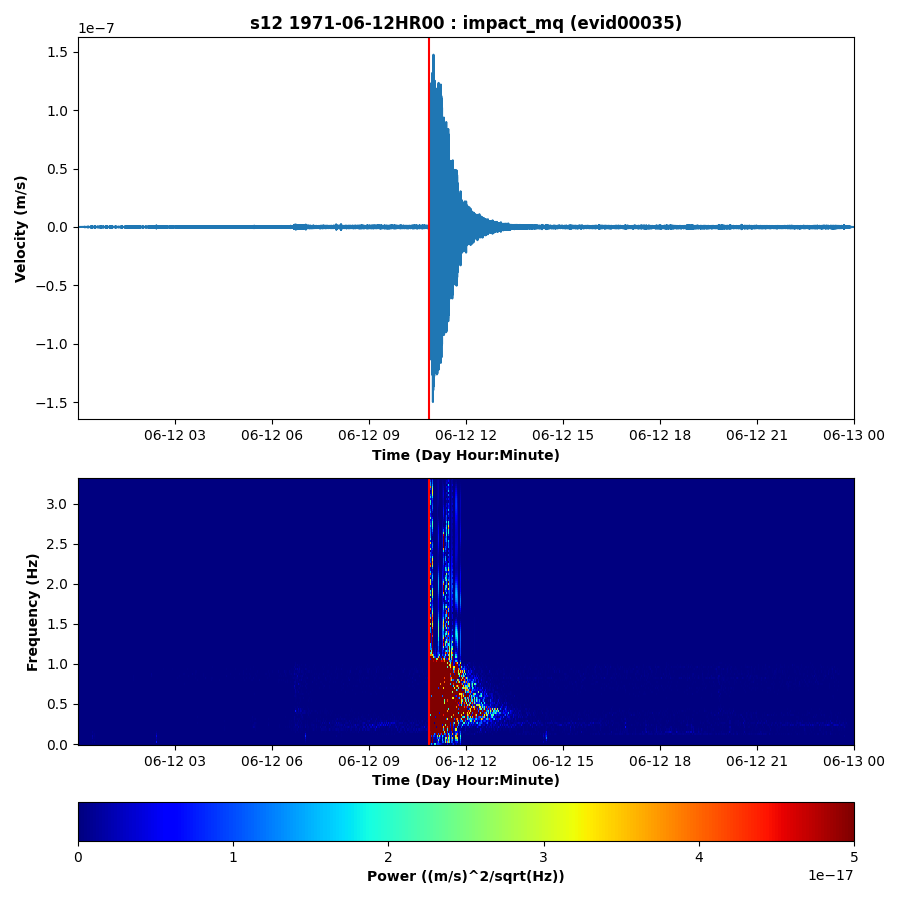 s12 1971-06-12HR00 : impact_mq (evid00035)
1e−7
1.5
1.0
0.5
0.0
−0.5
−1.0
−1.5
Velocity (m/s)
06-12 03 06-12 06 06-12 09 06-12 12 06-12 15 06-12 18 06-12 21 06-13 00
Time (Day Hour:Minute)
3.0
2.5
2.0
1.5
1.0
0.5
0.0
Frequency (Hz)
06-12 03 06-12 06 06-12 09 06-12 12 06-12 15 06-12 18 06-12 21 06-13 00
Time (Day Hour:Minute)
0 1 2 3 4 5
1e−17
Power ((m/s)^2/sqrt(Hz))